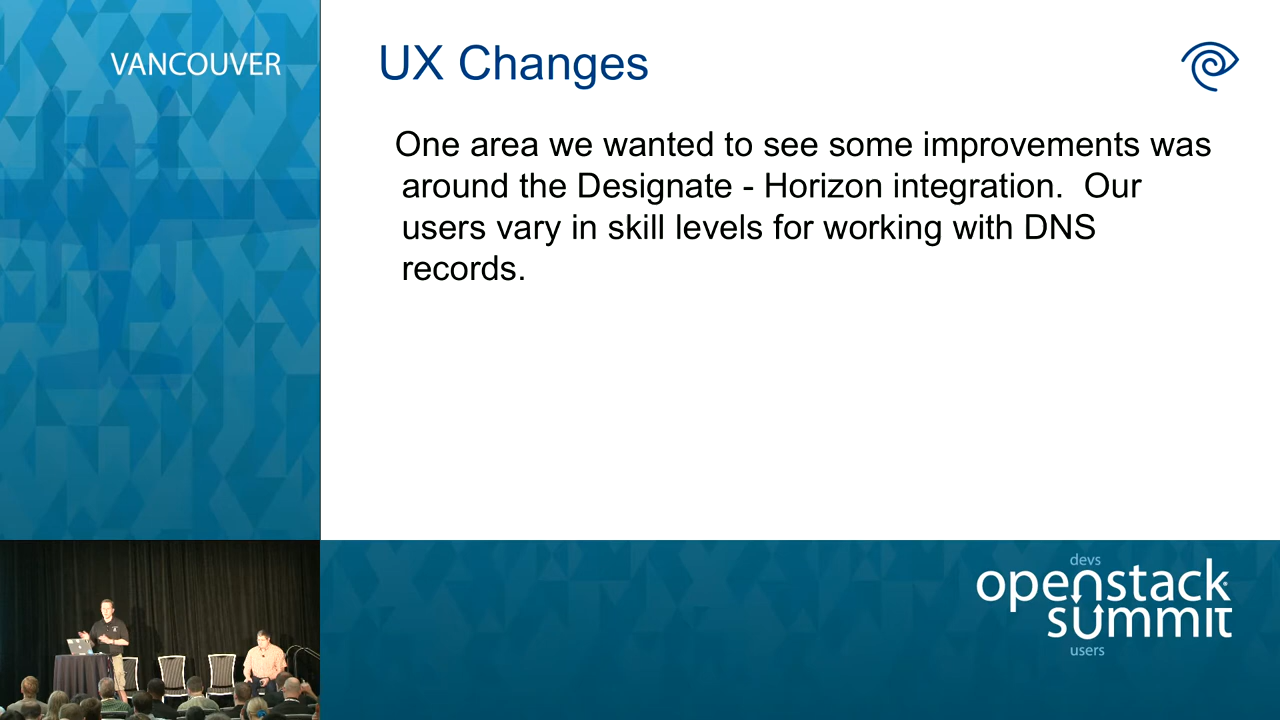 VANCOUVER
UX Changes
One area we wanted to see some improvements was
around the Designate - Horizon integration.  Our
users vary in skill levels for working with DNS
records.
devs
openstack
summit
users